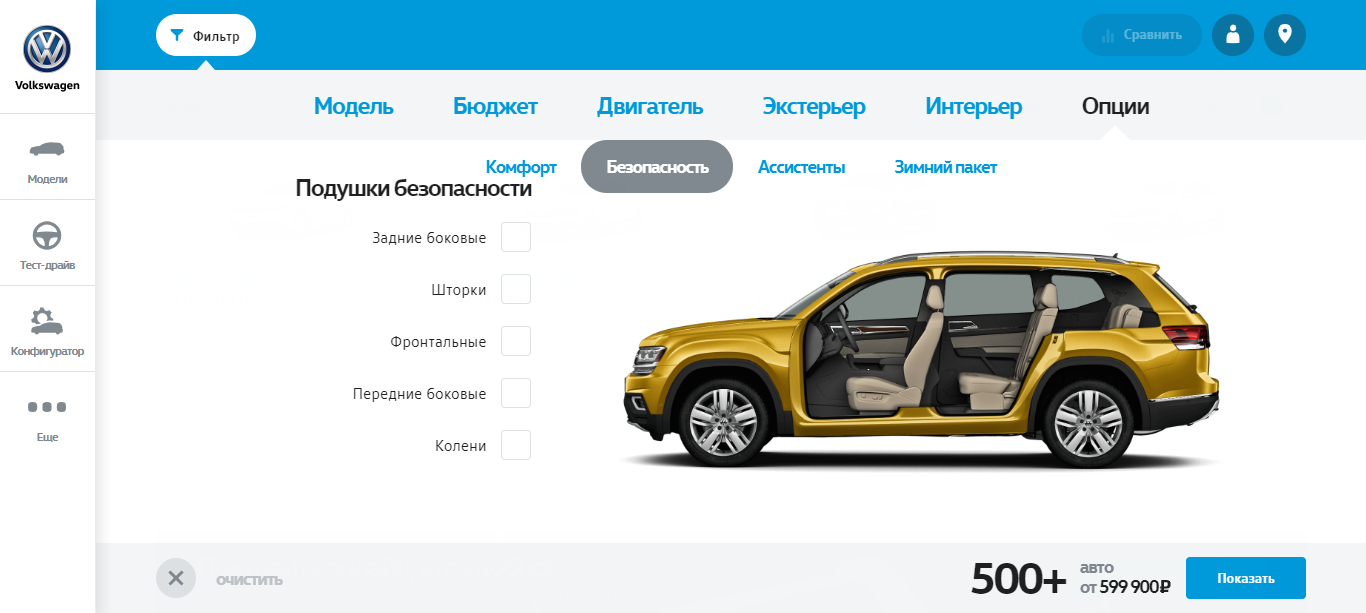 Фильтр
Сравнить
Volkswagen
Модель
Бюджет
Двигатель
Экстерьер
Интерьер
Опции
Модели
Комфорт
Безопасность
Ассистенты
Зимний пакет
Подушки безопасности
Задние боковые
Тест-драйв
Шторки
Фронтальные
Конфигуратор
Передние боковые
Еще
Колени
очистить
500+
авто
от 599 900₽
Показать